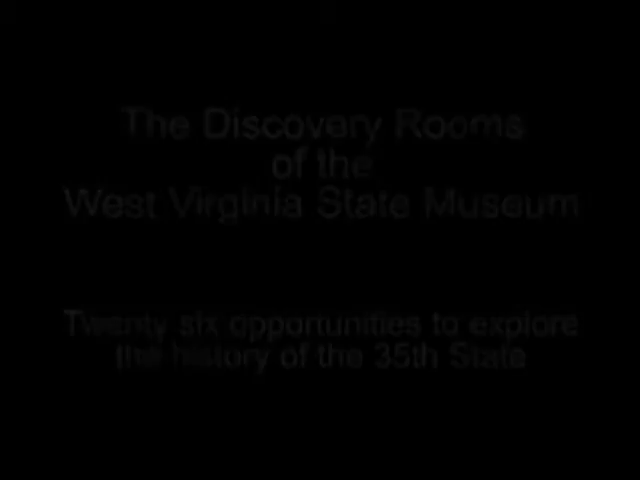 The Discovery Rooms
of the
West Virginia State Museum
Twenty six opportunities to explore
the history of the 35th State